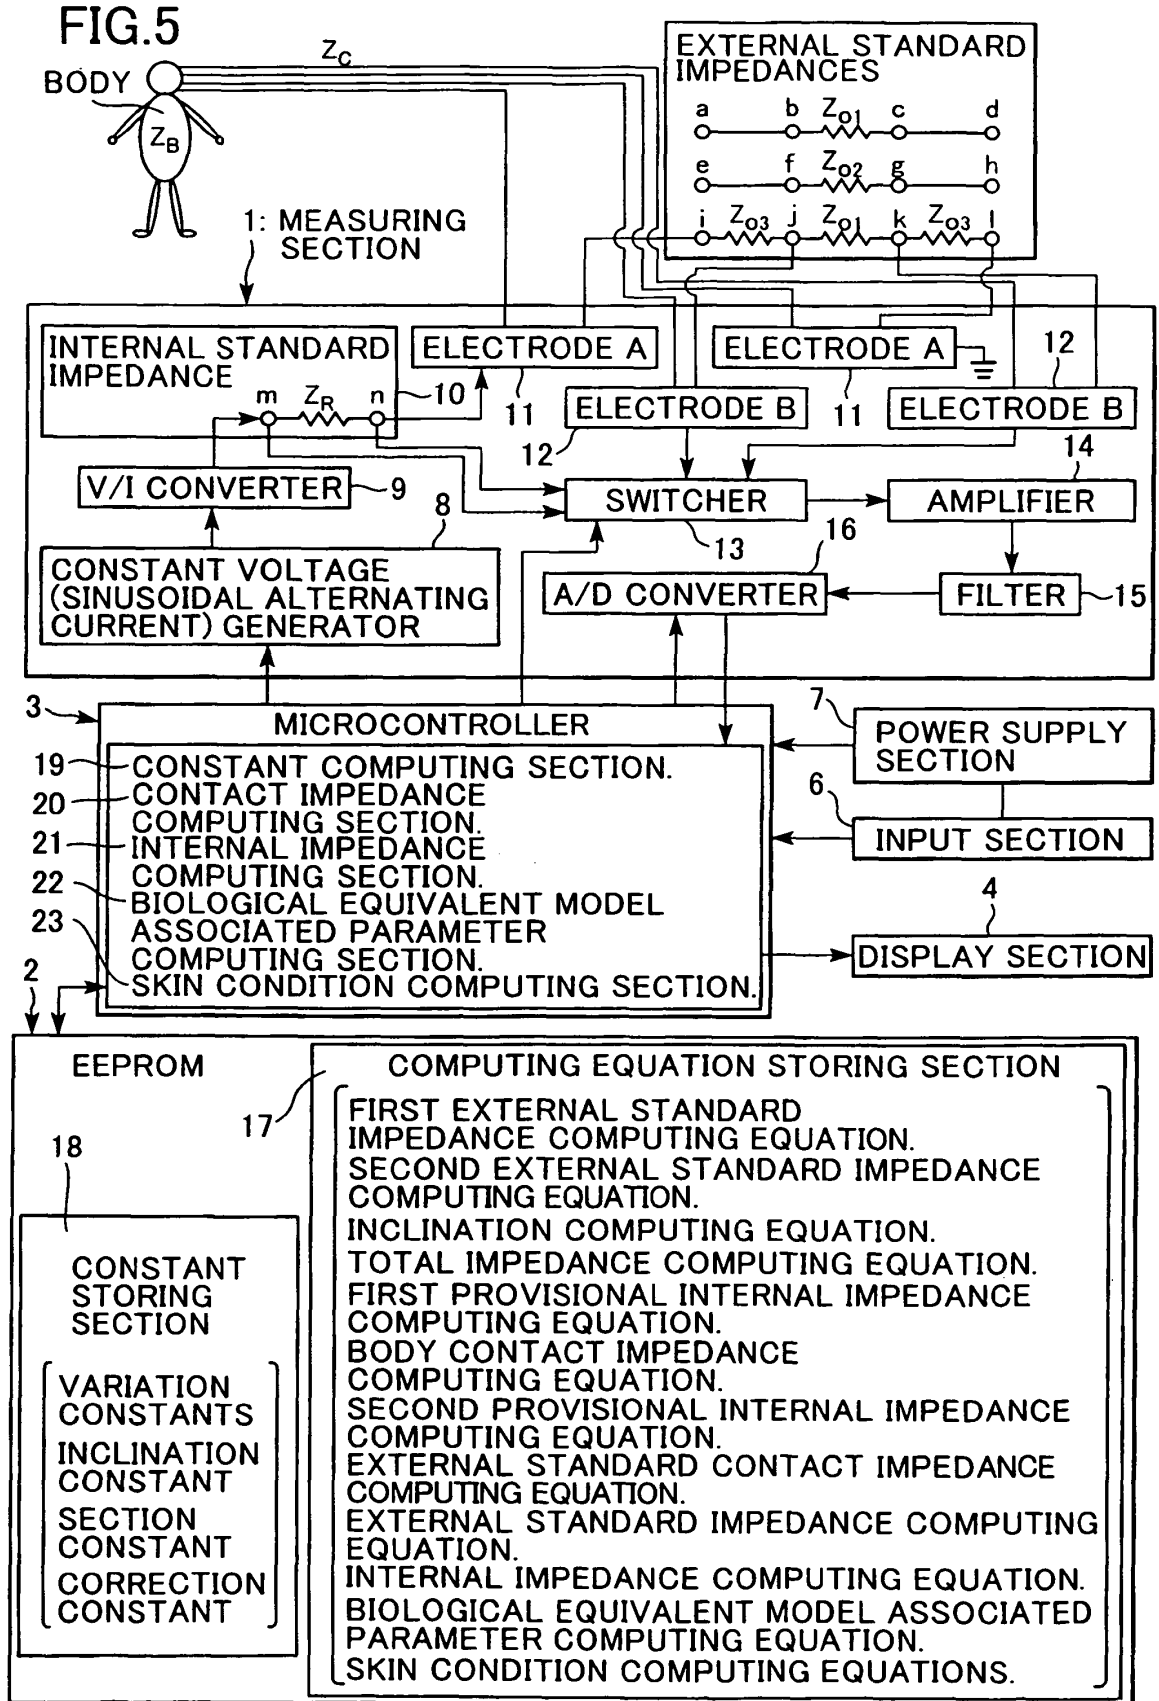 FIG.5
BODY
Z_B
Z_C
EXTERNAL STANDARD
IMPEDANCES
a b Z_01 c d
e f Z_02 g h
i Z_03 j Z_01 k Z_03 l
1: MEASURING
SECTION
INTERNAL STANDARD
IMPEDANCE
m Z_R n
10
ELECTRODE A
11
ELECTRODE A
11
12
ELECTRODE B
12
ELECTRODE B
V/I CONVERTER
9
SWITCHER
13
14
AMPLIFIER
8
CONSTANT VOLTAGE
(SINUSOIDAL ALTERNATING
CURRENT) GENERATOR
16
A/D CONVERTER
FILTER
15
3
MICROCONTROLLER
19
CONSTANT COMPUTING SECTION.
20
CONTACT IMPEDANCE
COMPUTING SECTION.
21
INTERNAL IMPEDANCE
COMPUTING SECTION.
22
BIOLOGICAL EQUIVALENT MODEL
ASSOCIATED PARAMETER
COMPUTING SECTION.
23
SKIN CONDITION COMPUTING SECTION.
7
POWER SUPPLY
SECTION
6
INPUT SECTION
4
DISPLAY SECTION
2
EEPROM
18
CONSTANT
STORING
SECTION
VARIATION
CONSTANTS
INCLINATION
CONSTANT
SECTION
CONSTANT
CORRECTION
CONSTANT
17
COMPUTING EQUATION STORING SECTION
FIRST EXTERNAL STANDARD
IMPEDANCE COMPUTING EQUATION.
SECOND EXTERNAL STANDARD IMPEDANCE
COMPUTING EQUATION.
INCLINATION COMPUTING EQUATION.
TOTAL IMPEDANCE COMPUTING EQUATION.
FIRST PROVISIONAL INTERNAL IMPEDANCE
COMPUTING EQUATION.
BODY CONTACT IMPEDANCE
COMPUTING EQUATION.
SECOND PROVISIONAL INTERNAL IMPEDANCE
COMPUTING EQUATION.
EXTERNAL STANDARD CONTACT IMPEDANCE
COMPUTING EQUATION.
EXTERNAL STANDARD IMPEDANCE COMPUTING
EQUATION.
INTERNAL IMPEDANCE COMPUTING EQUATION.
BIOLOGICAL EQUIVALENT MODEL ASSOCIATED
PARAMETER COMPUTING EQUATION.
SKIN CONDITION COMPUTING EQUATIONS.